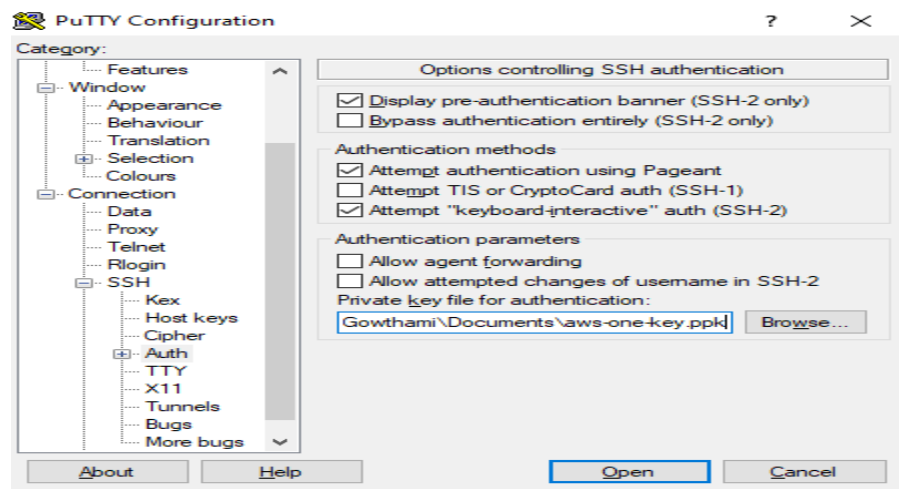 PuTTY Configuration
?
Category:
Features
Window
Appearance
Behaviour
Translation
Selection
Colours
Connection
Data
Proxy
Telnet
Rlogin
SSH
Kex
Host keys
Cipher
Auth
TTY
X11
Tunnels
Bugs
More bugs
Options controlling SSH authentication
Display pre-authentication banner (SSH-2 only)
Bypass authentication entirely (SSH-2 only)
Authentication methods
Attempt authentication using Pageant
Attempt TIS or CryptoCard auth (SSH-1)
Attempt "keyboard-interactive" auth (SSH-2)
Authentication parameters
Allow agent forwarding
Allow attempted changes of username in SSH-2
Private key file for authentication:
Gowthami\Documents\aws-one-key.ppk
Browse...
About
Help
Open
Cancel